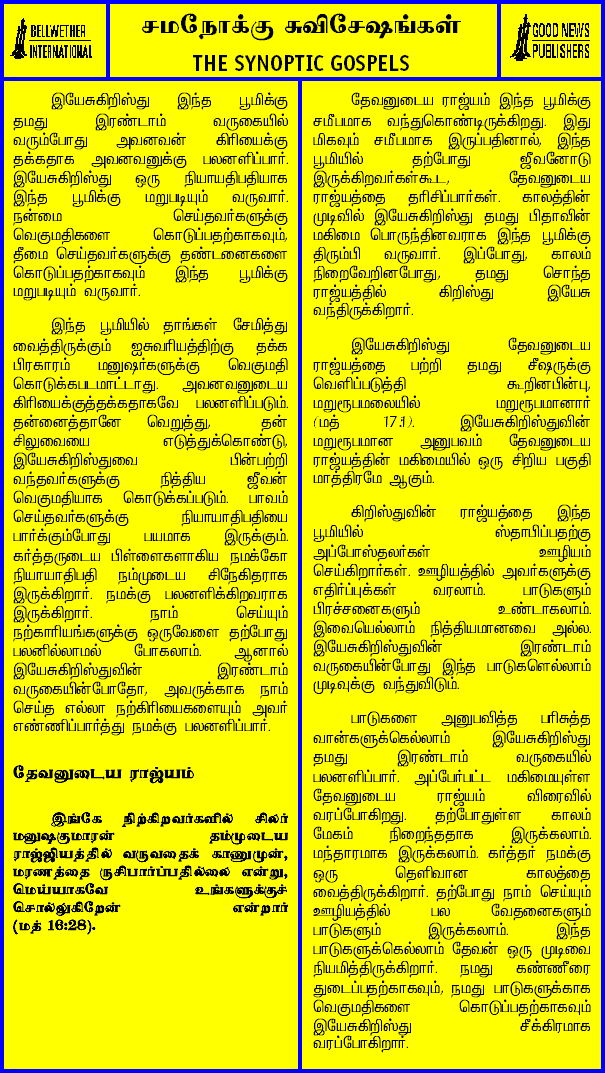 BELLWETHER
INTERNATIONAL
சமநோக்கு சுவிசேஷங்கள்
THE SYNOPTIC GOSPELS
GOOD NEWS
PUBLISHERS
இயேசுகிறிஸ்து இந்த பூமிக்கு
தமது இரண்டாம் வருகையில்
வரும்போது அவனவன் கிரியைக்கு
தக்கதாக அவனவனுக்கு பலனளிப்பார்.
இயேசுகிறிஸ்து ஒரு நியாயதிபதியாக
இந்த பூமிக்கு மறுபடியும் வருவார்.
நன்மை செய்தவர்களுக்கு
வெகுமதிகளை கொடுப்பதற்காகவும்,
தீமை செய்தவர்களுக்கு தண்டனைகளை
கொடுப்பதற்காகவும் இந்த பூமிக்கு
மறுபடியும் வருவார்.
இந்த பூமியில் தாங்கள் சேமித்து
வைத்திருக்கும் ஐசுவரியத்திற்கு தக்க
பிரகாரம் மனுஷர்களுக்கு வெகுமதி
கொடுக்கபடமாட்டாது. அவனவனுடைய
கிரியைக்குத்தக்கதாகவே பலனளிப்படும்.
தன்னைத்தானே வெறுத்து, தன்
சிலுவையை எடுத்துக்கொண்டு,
இயேசுகிறிஸ்துவை பின்பற்றி
வந்தவர்களுக்கு நித்திய ஜீவன்
வெகுமதியாக கொடுக்கப்படும். பாவம்
செய்தவர்களுக்கு நியாயாதிபதியை
பார்க்கும்போது பயமாக இருக்கும்.
கர்த்தருடைய பிள்ளைகளாகிய நமக்கோ
நியாயாதிபதி நம்முடைய சிநேகிதராக
இருக்கிறார். நமக்கு பலனளிக்கிறவராக
இருக்கிறார். நாம் செய்யும்
நற்காரியங்களுக்கு ஒருவேளை தற்போது
பலனில்லாமல் போகலாம். ஆனால்
இயேசுகிறிஸ்துவின் இரண்டாம்
வருகையின்போதோ, அவருக்காக நாம்
செய்த எல்லா நற்கிரியைகளையும் அவர்
எண்ணிப்பார்த்து நமக்கு பலனளிப்பார்.
தேவனுடைய ராஜ்யம்
இங்கே நிற்கிறவர்களில் சிலர்
மனுஷகுமாரன் தம்முடைய
ராஜ்ஜியத்தில் வருவதைக் காணுமுன்,
மரணத்தை ருசிபார்ப்பதில்லை என்று,
மெய்யாகவே உங்களுக்குச்
சொல்லுகிறேன் என்றார்
(மத் 16:28).
தேவனுடைய ராஜ்யம் இந்த பூமிக்கு
சமீபமாக வந்துகொண்டிருக்கிறது. இது
மிகவும் சமீபமாக இருப்பதினால், இந்த
பூமியில் தற்போது ஜீவனோடு
இருக்கிறவர்கள்கூட, தேவனுடைய
ராஜ்யத்தை தரிசிப்பார்கள். காலத்தின்
முடிவில் இயேசுகிறிஸ்து தமது பிதாவின்
மகிமை பொருந்தினவராக இந்த பூமிக்கு
திரும்பி வருவார். இப்போது, காலம்
நிறைவேறினபோது, தமது சொந்த
ராஜ்யத்தில் கிறிஸ்து இயேசு
வந்திருக்கிறார்.
இயேசுகிறிஸ்து தேவனுடைய
ராஜ்யத்தை பற்றி தமது சீஷருக்கு
வெளிப்படுத்தி கூறினபின்பு,
மறுரூபமலையில் மறுரூபமானார்
(மத் 17:1). இயேசுகிறிஸ்துவின்
மறுரூபமான அனுபவம் தேவனுடைய
ராஜ்யத்தின் மகிமையில் ஒரு சிறிய பகுதி
மாத்திரமே ஆகும்.
கிறிஸ்துவின் ராஜ்யத்தை இந்த
பூமியில் ஸ்தாபிப்பதற்கு
அப்போஸ்தலர்கள் ஊழியம்
செய்கிறார்கள். ஊழியத்தில் அவர்களுக்கு
எதிர்ப்புக்கள் வரலாம். பாடுகளும்
பிரச்சனைகளும் உண்டாகலாம்.
இவையெல்லாம் நித்தியமானவை அல்ல.
இயேசுகிறிஸ்துவின் இரண்டாம்
வருகையின்போது இந்த பாடுகளெல்லாம்
முடிவுக்கு வந்துவிடும்.
பாடுகளை அனுபவித்த பரிசுத்த
வான்களுக்கெல்லாம் இயேசுகிறிஸ்து
தமது இரண்டாம் வருகையில்
பலனளிப்பார். அப்பேர்பட்ட மகிமையுள்ள
தேவனுடைய ராஜ்யம் விரைவில்
வரப்போகிறது. தற்போதுள்ள காலம்
மேகம் நிறைந்ததாக இருக்கலாம்.
மந்தாரமாக இருக்கலாம். கர்த்தர் நமக்கு
ஒரு தெளிவான காலத்தை
வைத்திருக்கிறார். தற்போது நாம் செய்யும்
ஊழியத்தில் பல வேதனைகளும்
பாடுகளும் இருக்கலாம். இந்த
பாடுகளுக்கெல்லாம் தேவன் ஒரு முடிவை
நியமித்திருக்கிறார். நமது கண்ணீரை
துடைப்பதற்காகவும், நமது பாடுகளுக்காக
வெகுமதிகளை கொடுப்பதற்காகவும்
இயேசுகிறிஸ்து சீக்கிரமாக
வரப்போகிறார்.